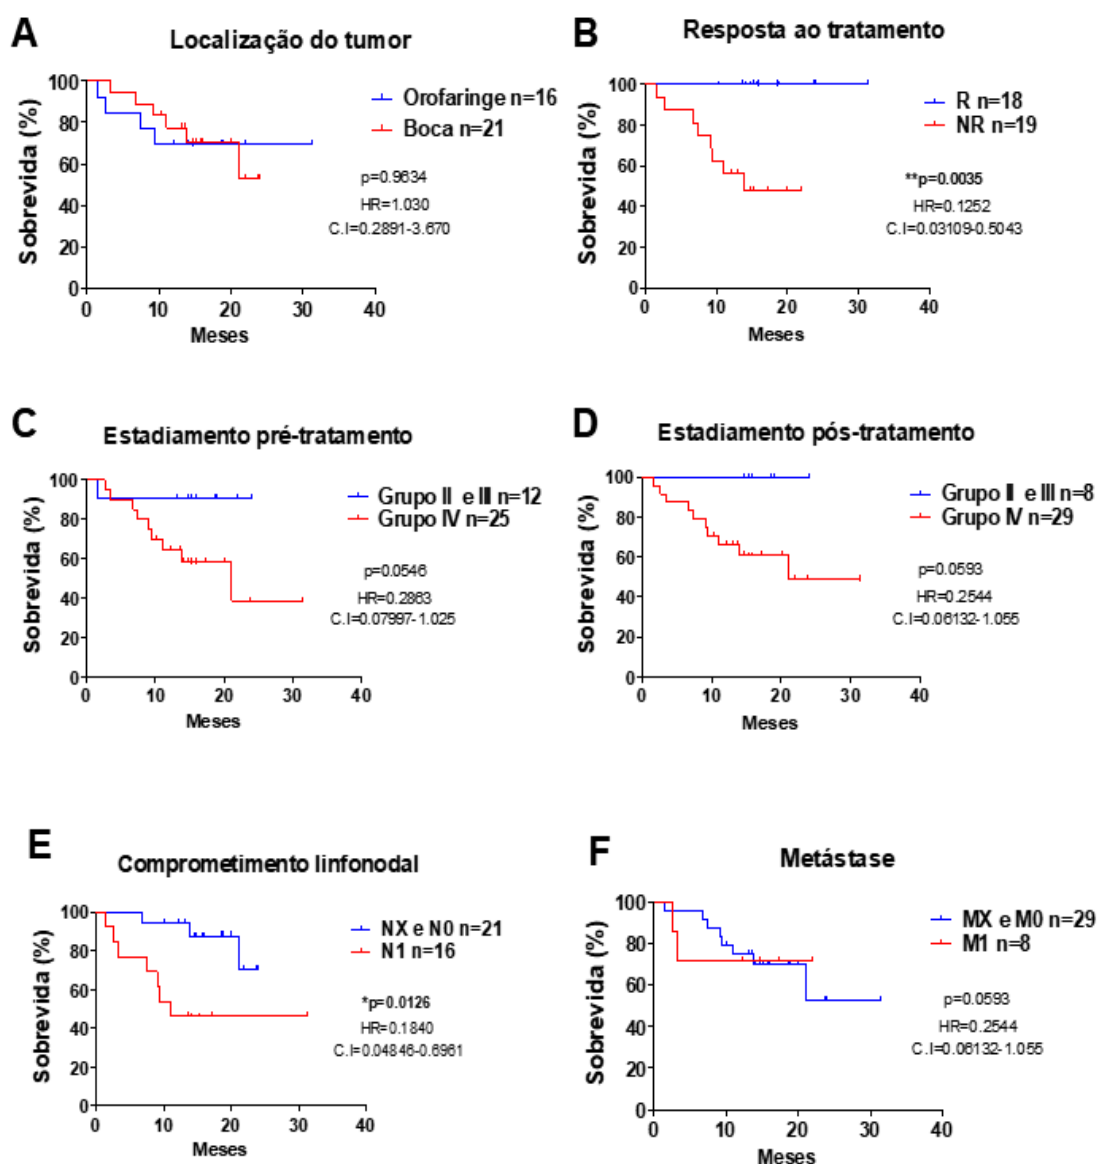 A
Localização do tumor
Sobrevida (%)
100
80
60
40
20
0
0 10 20 30 40
Meses
Orofaringe n=16
Boca n=21
p=0.9634
HR=1.030
C.I=0.2891-3.670
B
Resposta ao tratamento
Sobrevida (%)
100
80
60
40
20
0
0 10 20 30 40
Meses
R n=18
NR n=19
**p=0.0035
HR=0.1252
C.I=0.03109-0.5043
C
Estadiamento pré-tratamento
Sobrevida (%)
100
80
60
40
20
0
0 10 20 30 40
Meses
Grupo II e III n=12
Grupo IV n=25
p=0.0546
HR=0.2863
C.I=0.07997-1.025
D
Estadiamento pós-tratamento
Sobrevida (%)
100
80
60
40
20
0
0 10 20 30 40
Meses
Grupo II e III n=8
Grupo IV n=29
p=0.0593
HR=0.2544
C.I=0.06132-1.055
E
Comprometimento linfonodal
Sobrevida (%)
100
80
60
40
20
0
0 10 20 30 40
Meses
NX e N0 n=21
N1 n=16
*p=0.0126
HR=0.1840
C.I=0.04846-0.6961
F
Metástase
Sobrevida (%)
100
80
60
40
20
0
0 10 20 30 40
Meses
MX e M0 n=29
M1 n=8
p=0.0593
HR=0.2544
C.I=0.06132-1.055